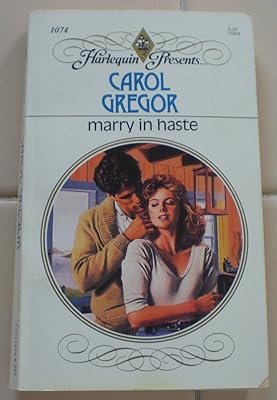 1074
Harlequin Presents...
CAROL
GREGOR
marry in haste